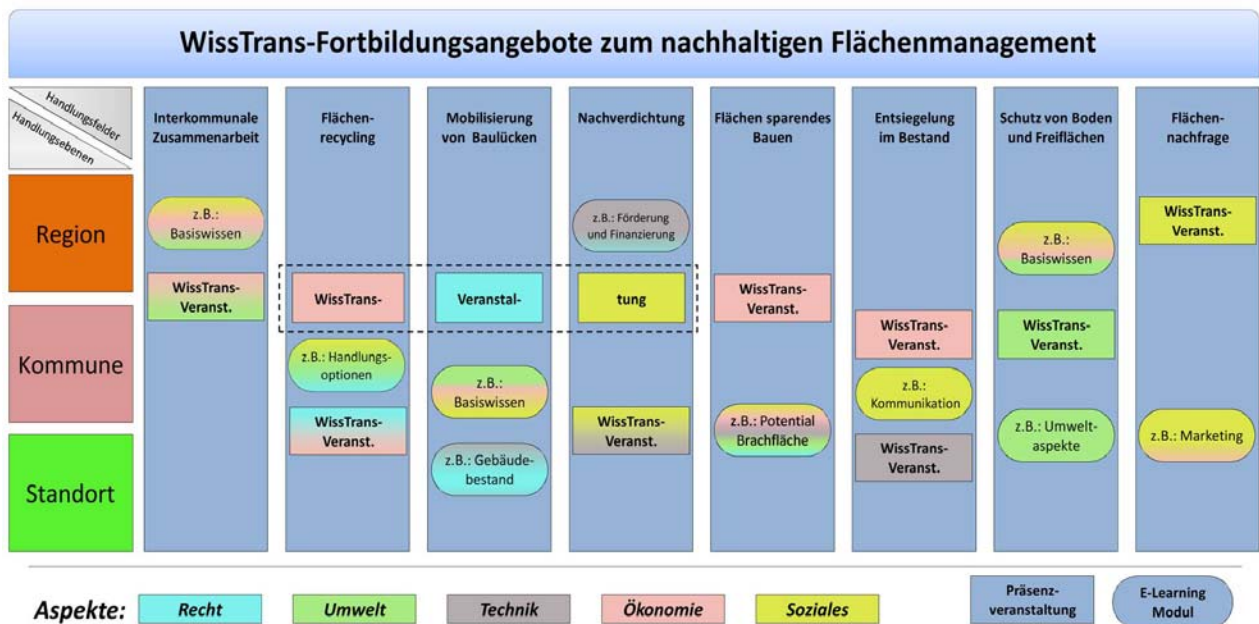 WissTrans-Fortbildungsangebote zum nachhaltigen Flächenmanagement
Handlungsfelder
Handlungsebenen
Interkommunale
Zusammenarbeit
Flächen-
recycling
Mobilisierung
von Baulücken
Nachverdichtung
Flächen sparendes
Bauen
Entsiegelung
im Bestand
Schutz von Boden
und Freiflächen
Flächen-
nachfrage
Region
z.B.:
Basiswissen
z.B.: Förderung
und Finanzierung
z.B.:
Basiswissen
WissTrans-
Veranst.
WissTrans-
Veranst.
WissTrans-
Veranstal-
tung
WissTrans-
Veranst.
Kommune
z.B.: Handlungs-
optionen
z.B.:
Basiswissen
WissTrans-
Veranst.
z.B.:
Kommunikation
WissTrans-
Veranst.
WissTrans-
Veranst.
WissTrans-
Veranst.
z.B.: Potential
Brachfläche
z.B.: Umwelt-
aspekte
z.B.: Marketing
Standort
z.B.: Gebäude-
bestand
WissTrans-
Veranst.
Aspekte:
Recht
Umwelt
Technik
Ökonomie
Soziales
Präsenz-
veranstaltung
E-Learning
Modul